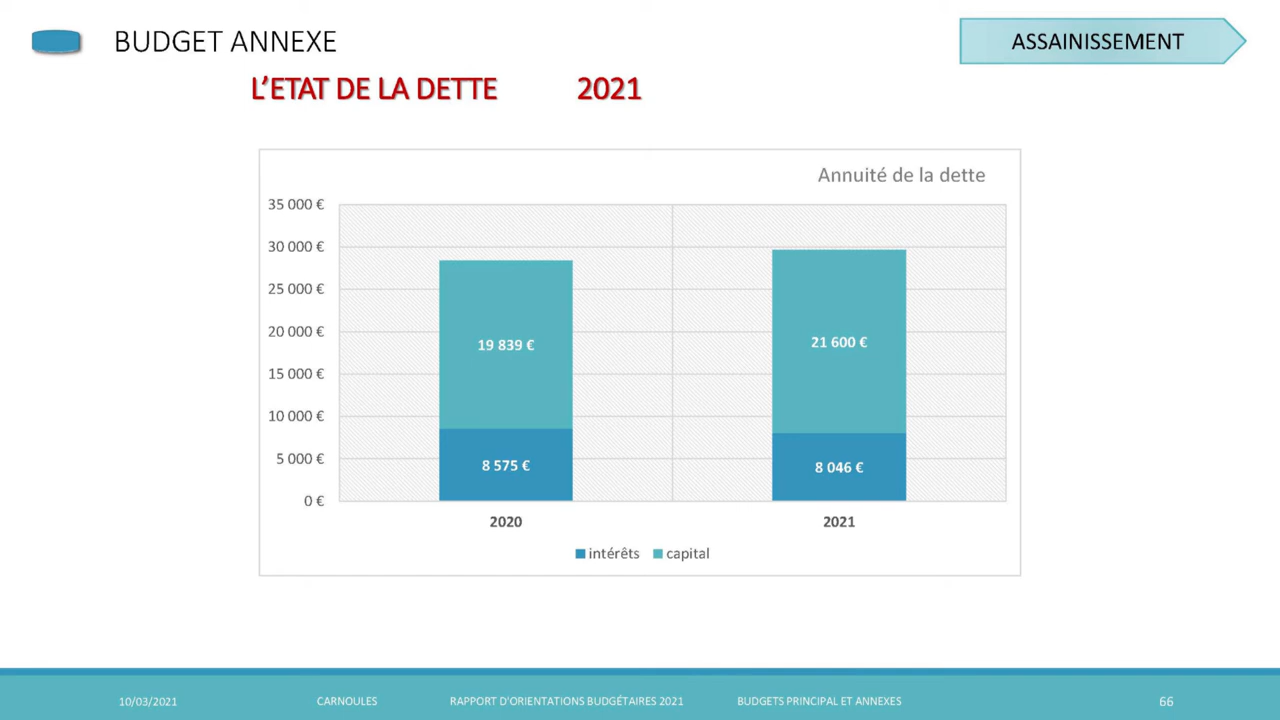 BUDGET ANNEXE
ASSAINISSEMENT
L’ETAT DE LA DETTE 2021
Annuité de la dette
35 000 €
30 000 €
25 000 €
20 000 €
15 000 €
10 000 €
5 000 €
0 €
19 839 €
21 600 €
8 575 €
8 046 €
2020 2021
intérêts capital
10/03/2021 CARNOULES RAPPORT D'ORIENTATIONS BUDGÉTAIRES 2021 BUDGETS PRINCIPAL ET ANNEXES 66